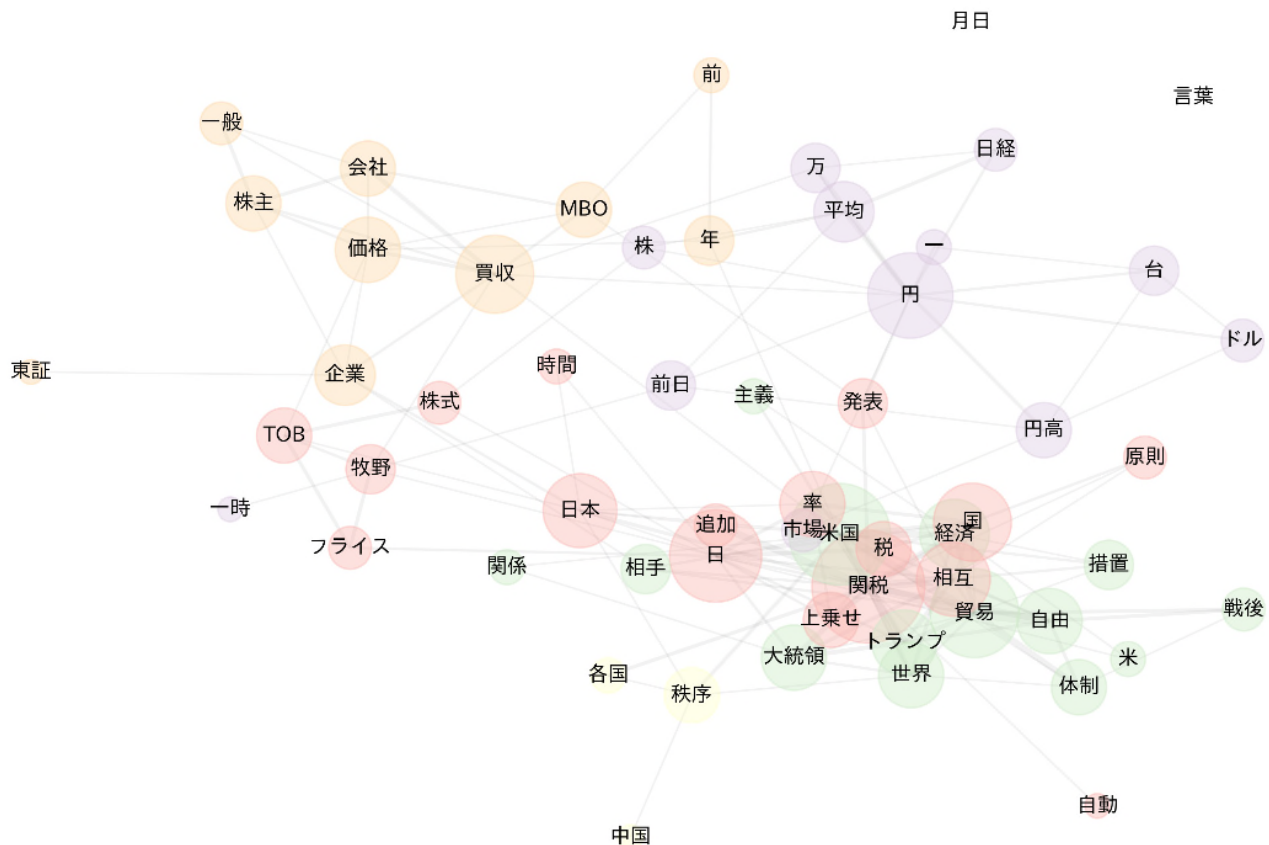 月日
前
言葉
一般
日経
会社
万
株主
MBO
平均
価格
株
年
一
買収
円
台
ドル
東証
企業
時間
前日
主義
発表
株式
TOB
円高
牧野
原則
一時
日本
率
追加
市場
米国
経済
国
フライス
日
税
関係
相手
措置
関税
相互
貿易
戦後
上乗せ
自由
トランプ
大統領
世界
米
各国
体制
秩序
自動
中国